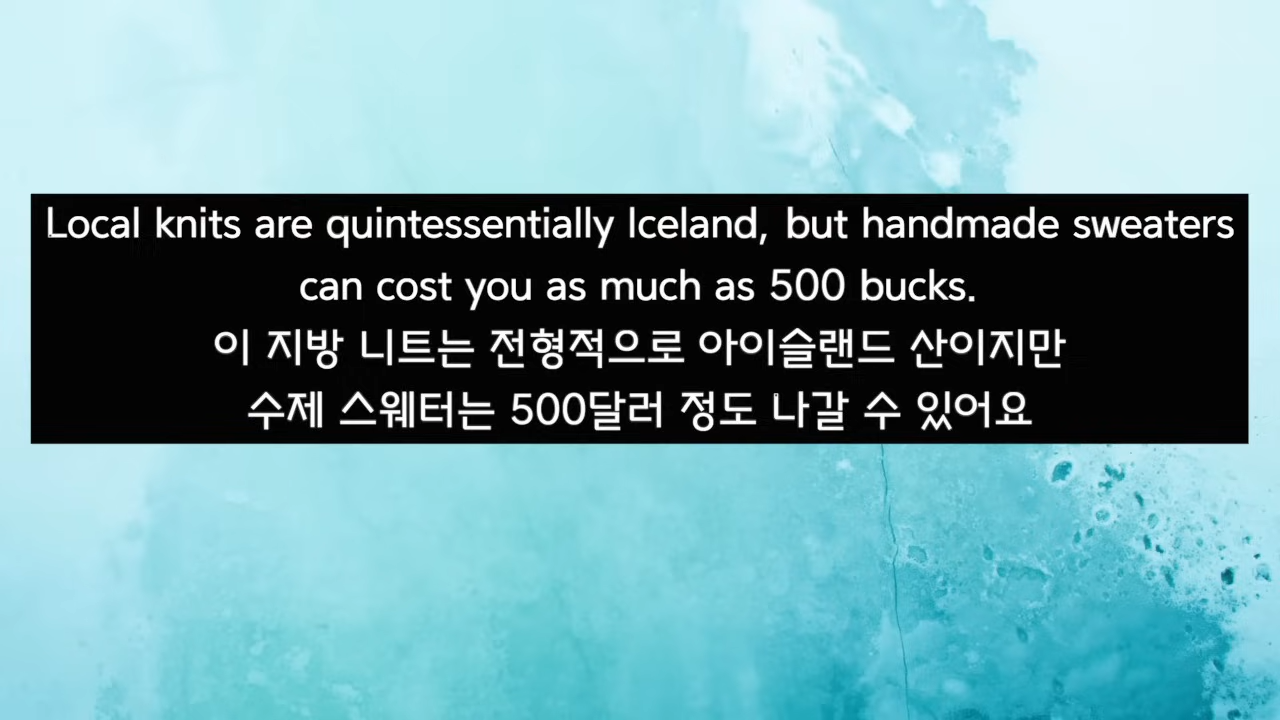 Local knits are quintessentially Iceland, but handmade sweaters
can cost you as much as 500 bucks.
이 지방 니트는 전형적으로 아이슬랜드 산이지만
수제 스웨터는 500달러 정도 나갈 수 있어요